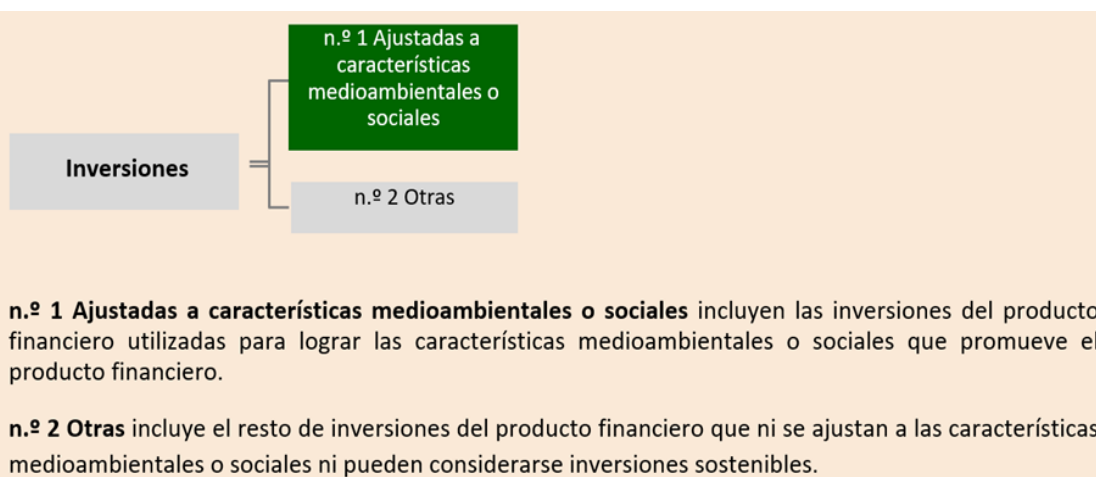 n.º 1 Ajustadas a
características
medioambientales o
sociales
Inversiones
n.º 2 Otras
n.º 1 Ajustadas a características medioambientales o sociales incluyen las inversiones del producto
financiero utilizadas para lograr las características medioambientales o sociales que promueve el
producto financiero.
n.º 2 Otras incluye el resto de inversiones del producto financiero que ni se ajustan a las características
medioambientales o sociales ni pueden considerarse inversiones sostenibles.